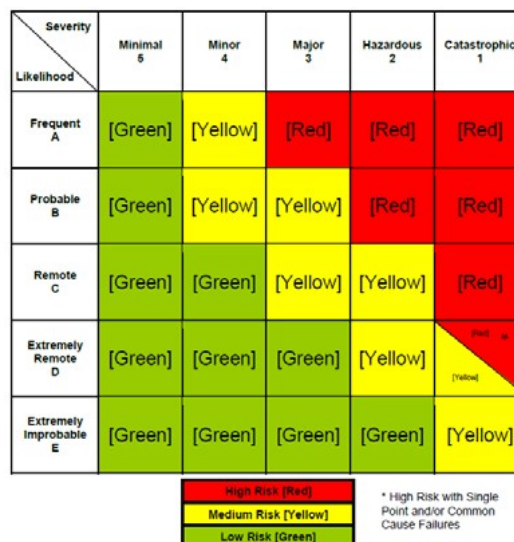 Severity
Likelihood
Minimal
5
Minor
4
Major
3
Hazardous
2
Catastrophic
1
Frequent
A
[Green]
[Yellow]
[Red]
[Red]
[Red]
Probable
B
[Green]
[Yellow]
[Yellow]
[Red]
[Red]
Remote
C
[Green]
[Green]
[Yellow]
[Yellow]
[Red]
Extremely
Remote
D
[Green]
[Green]
[Green]
[Yellow]
[Red] *
[Yellow]
Extremely
Improbable
E
[Green]
[Green]
[Green]
[Green]
[Yellow]
High Risk [Red]
Medium Risk [Yellow]
Low Risk [Green]
* High Risk with Single
Point and/or Common
Cause Failures